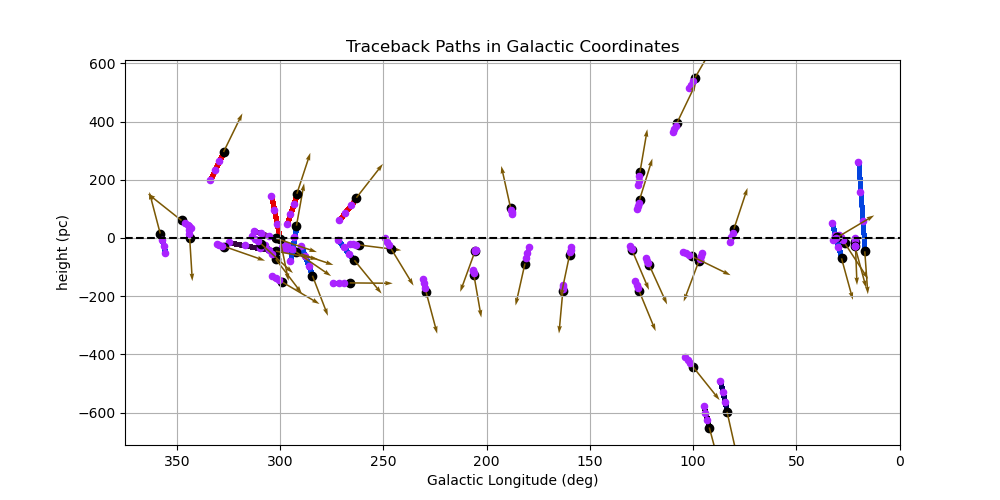 Traceback Paths in Galactic Coordinates
600
400
200
0
−200
−400
−600
height (pc)
350 300 250 200 150 100 50 0
Galactic Longitude (deg)